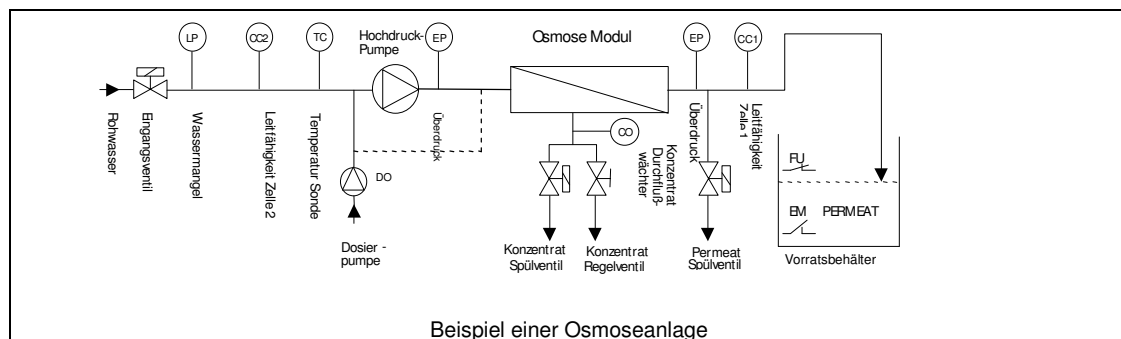 LP
CC2
TC
Hochdruck-
Pumpe
EP
Osmose Modul
EP
CC1
Rohwasser
Eingangsventil
Wassermangel
Leitfähigkeit Zelle 2
Temperatur Sonde
Überdruck
CO
Konzentrat
Durchfluß-
wächter
Überdruck
Leitfähigkeit
Zelle 1
FU
EM PERMEAT
DO
Dosier -
pumpe
Konzentrat
Spülventil
Konzentrat
Regelventil
Permeat
Spülventil
Vorratsbehälter
Beispiel einer Osmoseanlage